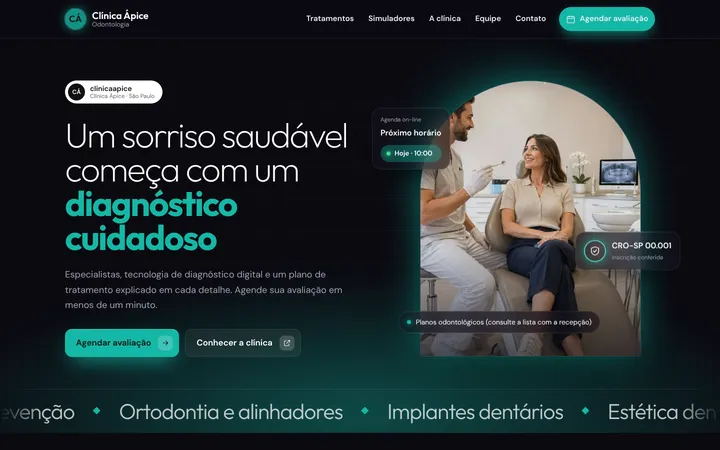 CÁ
Clínica Ápice
Odontologia
Tratamentos
Simuladores
A clínica
Equipe
Contato
Agendar avaliação
CÁ
clinicaapice
Clínica Ápice · São Paulo
Um sorriso saudável
começa com um
diagnóstico
cuidadoso
Especialistas, tecnologia de diagnóstico digital e um plano de
tratamento explicado em cada detalhe. Agende sua avaliação em
menos de um minuto.
Agendar avaliação
Conhecer a clínica
Agenda on-line
Próximo horário
Hoje · 10:00
CRO-SP 00.001
Inscrição conferida
Planos odontológicos (consulte a lista com a recepção)
evenção
Ortodontia e alinhadores
Implantes dentários
Estética den